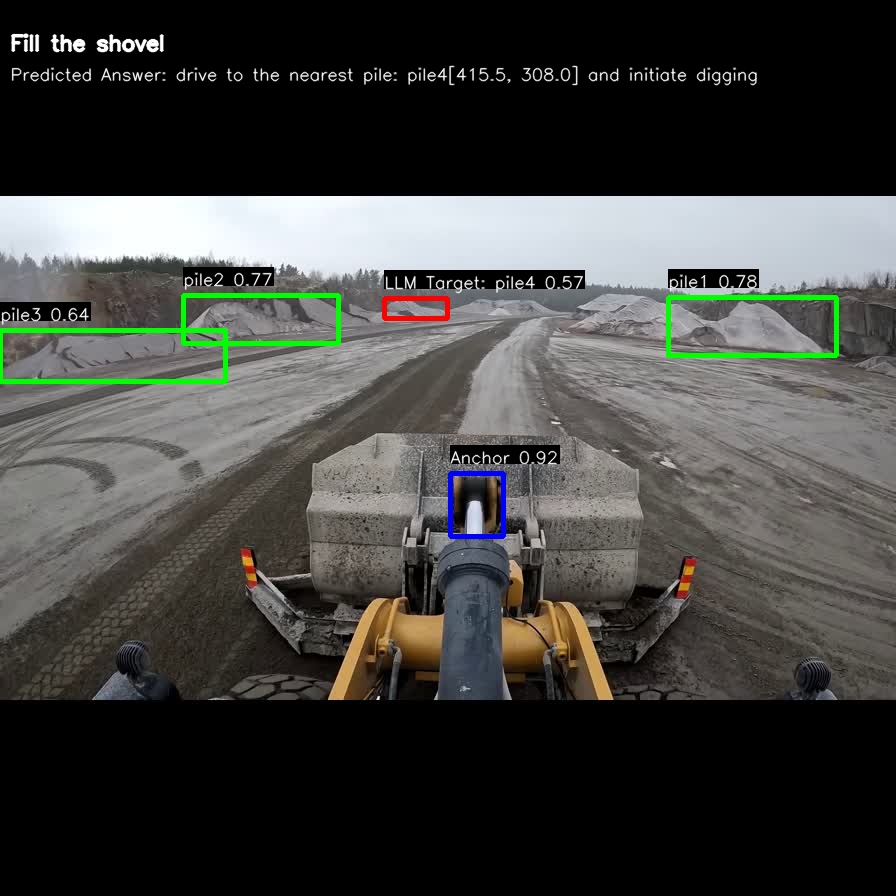 Fill the shovel
Predicted Answer: drive to the nearest pile: pile4[415.5, 308.0] and initiate digging
LLM Target: pile4 0.57
pile2 0.77
pile1 0.78
pile3 0.64
Anchor 0.92